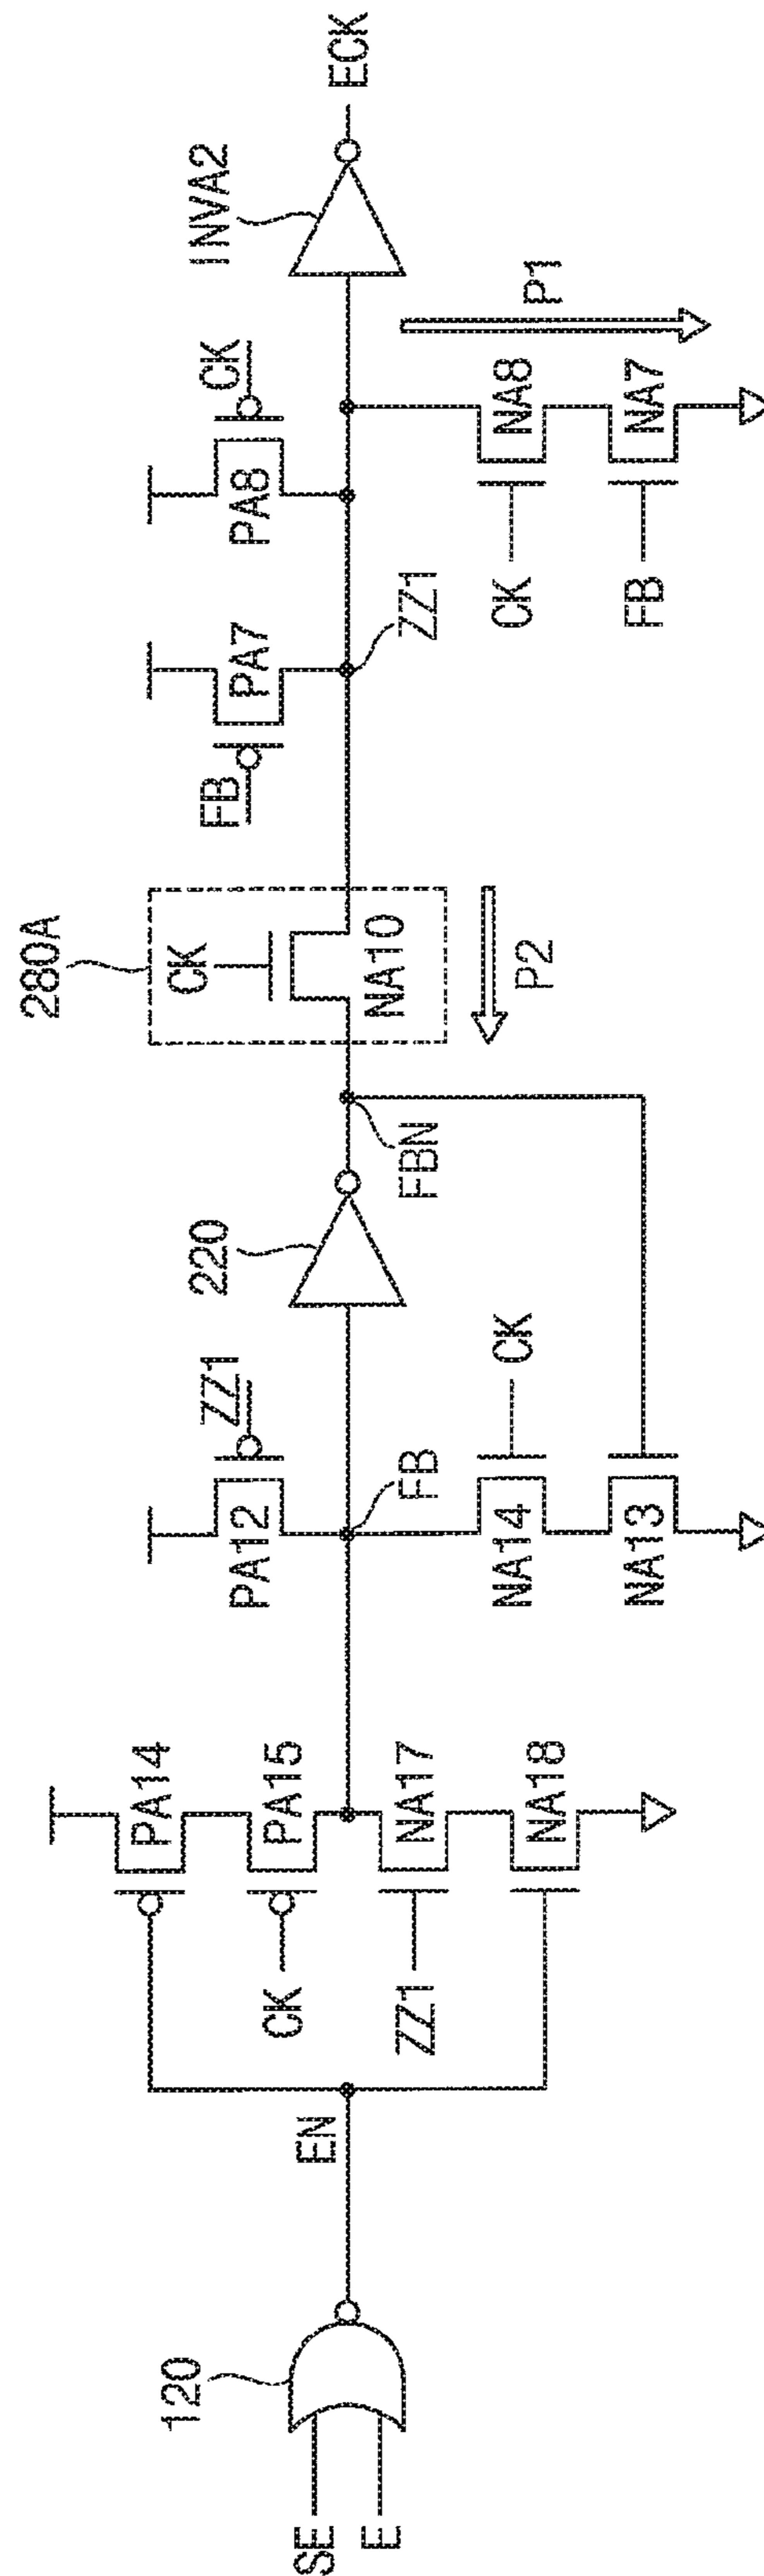 SE
E
120
EN
PA14
CK
PA15
ZZ1
NA17
NA18
PA12
ZZ1
FB
NA14
CK
NA13
220
FBN
280A
CK
NA10
P2
FB
PA7
ZZ1
PA8
CK
CK
NA8
FB
NA7
P1
INVA2
ECK